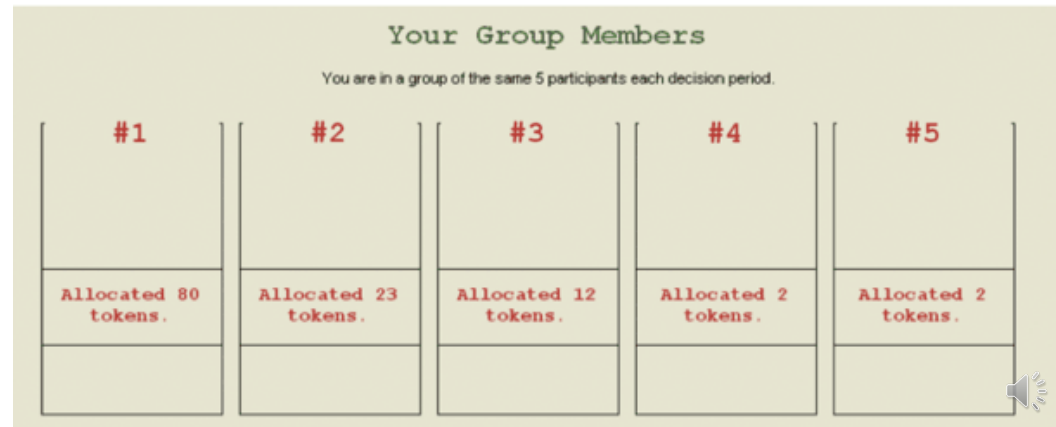 Your Group Members
You are in a group of the same 5 participants each decision period.
#1
#2
#3
#4
#5
Allocated 80
tokens.
Allocated 23
tokens.
Allocated 12
tokens.
Allocated 2
tokens.
Allocated 2
tokens.